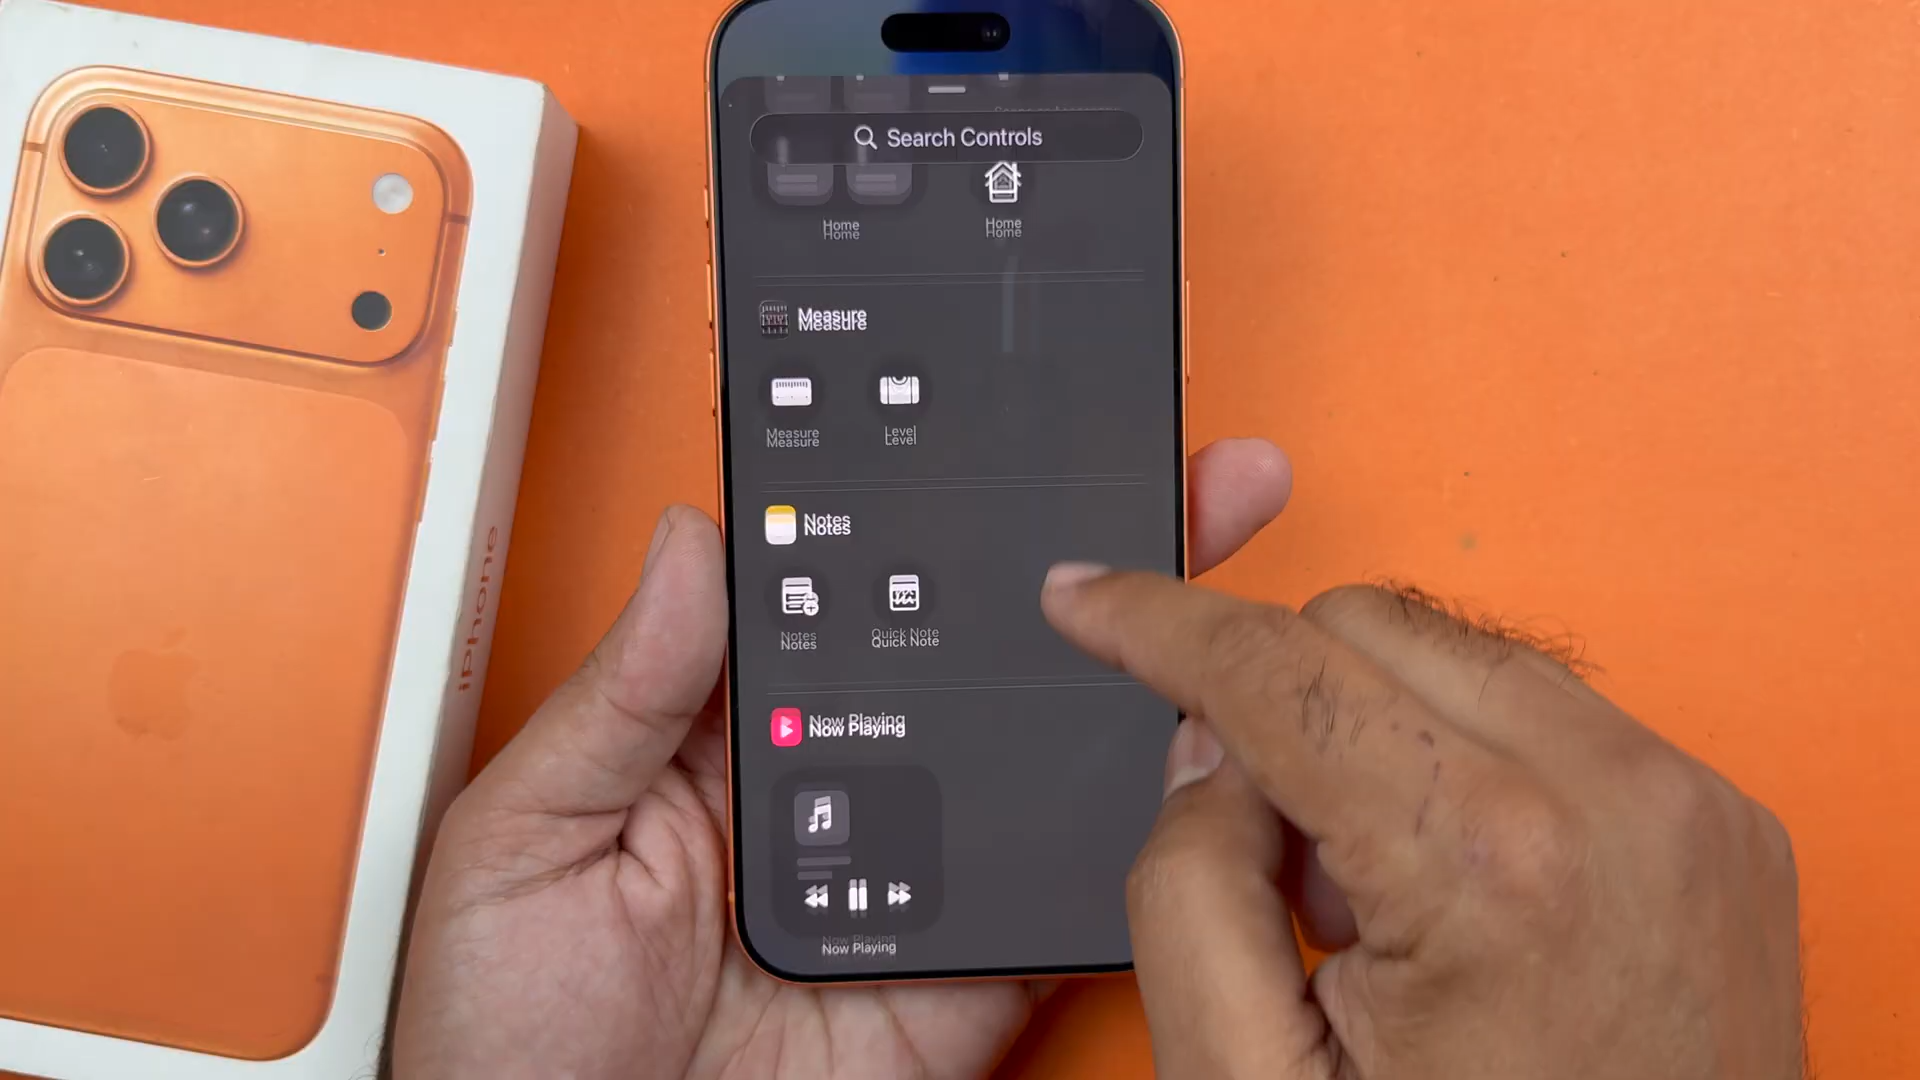 Search Controls
Home
Home
Measure
Measure
Level
Notes
Notes
Quick Note
Now Playing
Now Playing
iPhone